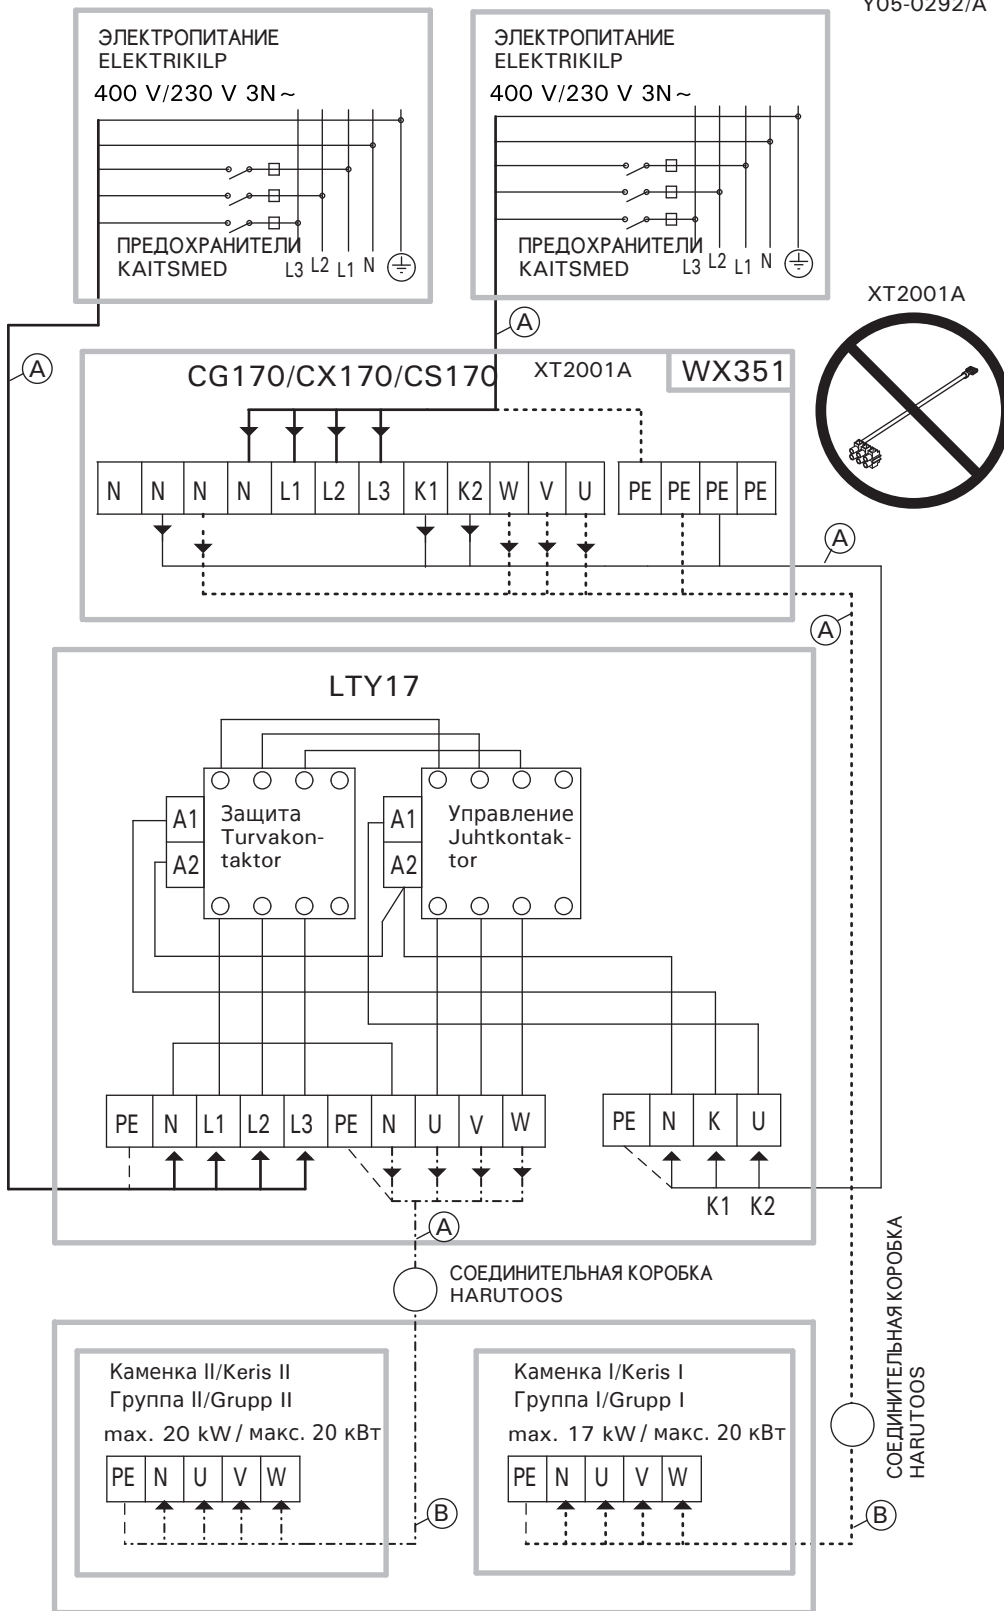 Y05-0292/A
ЭЛЕКТРОПИТАНИЕ
ELEKTRIKILP
400 V/230 V 3N~
ПРЕДОХРАНИТЕЛИ
KAITSMED
L3 L2 L1 N
ЭЛЕКТРОПИТАНИЕ
ELEKTRIKILP
400 V/230 V 3N~
ПРЕДОХРАНИТЕЛИ
KAITSMED
L3 L2 L1 N
XT2001A
A
A
CG170/CX170/CS170
XT2001A
WX351
N N N N L1 L2 L3 K1 K2 W V U PE PE PE PE
A
A
LTY17
A1
A2
Защита
Turvakon-
taktor
A1
A2
Управление
Juhtkontak-
tor
PE N L1 L2 L3 PE N U V W
PE N K U
K1 K2
A
СОЕДИНИТЕЛЬНАЯ КОРОБКА
HARUTOOS
СОЕДИНИТЕЛЬНАЯ КОРОБКА
HARUTOOS
Каменка II/Keris II
Группа II/Grupp II
max. 20 kW/ макс. 20 кВт
PE N U V W
B
Каменка I/Keris I
Группа I/Grupp I
max. 17 kW/ макс. 20 кВт
PE N U V W
B